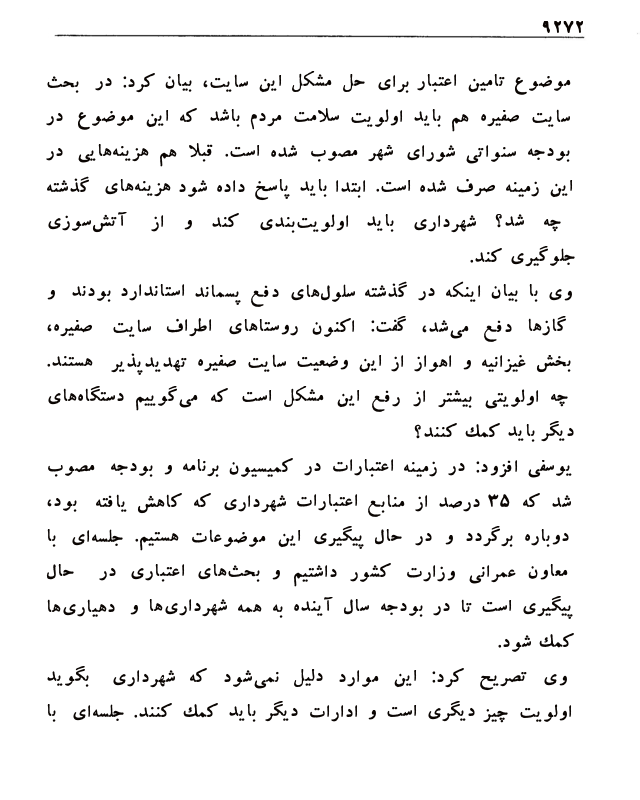 ۹۲۷۲
موضوع تامین اعتبار برای حل مشکل این سایت، بیان کرد: در بحث
سایت صفیره هم باید اولویت سلامت مردم باشد که این موضوع در
بودجه سنواتی شورای شهر مصوب شده است. قبلا هم هزینه‌هایی در
این زمینه صرف شده است. ابتدا باید پاسخ داده شود هزینه‌های گذشته
چه شد؟ شهرداری باید اولویت‌بندی کند و از آتش‌سوزی
جلوگیری کند.
وی با بیان اینکه در گذشته سلول‌های دفع پسماند استاندارد بودند و
گازها دفع می‌شد، گفت: اکنون روستاهای اطراف سایت صفیره،
بخش غیزانیه و اهواز از این وضعیت سایت صفیره تهدیدپذیر هستند.
چه اولویتی بیشتر از رفع این مشکل است که می‌گوییم دستگاه‌های
دیگر باید کمك کنند؟
یوسفی افزود: در زمینه اعتبارات در کمیسیون برنامه و بودجه مصوب
شد که ۳۵ درصد از منابع اعتبارات شهرداری که کاهش یافته بود،
دوباره برگردد و در حال پیگیری این موضوعات هستیم. جلسه‌ای با
معاون عمرانی وزارت کشور داشتیم و بحث‌های اعتباری در حال
پیگیری است تا در بودجه سال آینده به همه شهرداری‌ها و دهیاری‌ها
کمك شود.
وی تصریح کرد: این موارد دلیل نمی‌شود که شهرداری بگوید
اولویت چیز دیگری است و ادارات دیگر باید کمك کنند. جلسه‌ای با